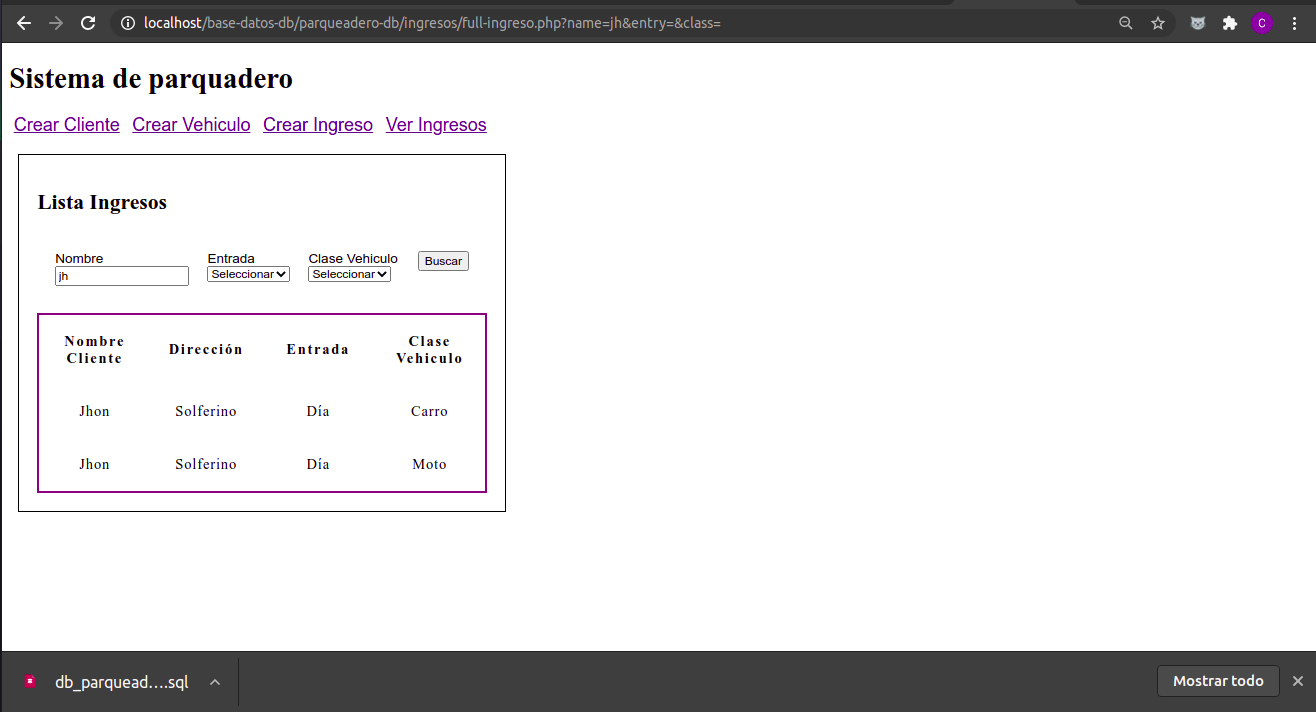 localhost/base-datos-db/parqueadero-db/ingresos/full-ingreso.php?name=jh&entry=&class=
C
Sistema de parquadero
Crear Cliente Crear Vehiculo Crear Ingreso Ver Ingresos
Lista Ingresos
Nombre Entrada Clase Vehiculo Buscar
jh Seleccionar Seleccionar
Nombre Cliente Dirección Entrada Clase Vehiculo
Jhon Solferino Día Carro
Jhon Solferino Día Moto
db_parquead....sql Mostrar todo